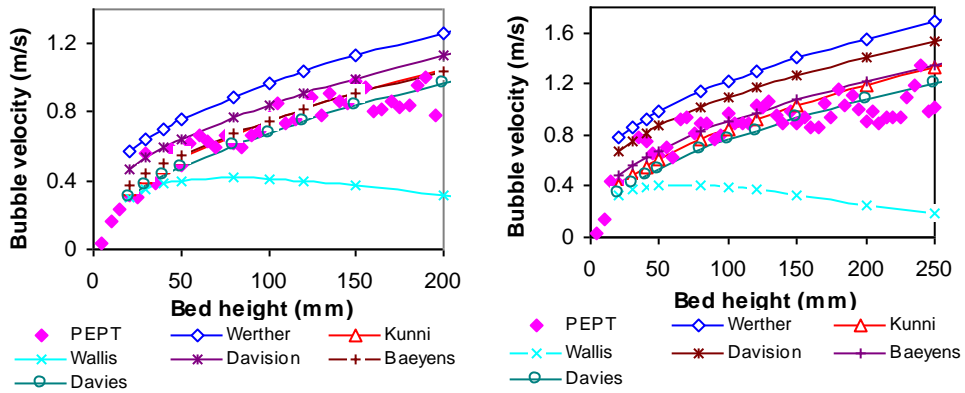 Bubble velocity (m/s)
1.2
0.8
0.4
0
0 50 100 150 200
Bed height (mm)
PEPT Werther Kunni
Wallis Davision Baeyens
Davies
Bubble velocity (m/s)
1.6
1.2
0.8
0.4
0
0 50 100 150 200 250
Bed height (mm)
PEPT Werther Kunni
Wallis Davision Baeyens
Davies